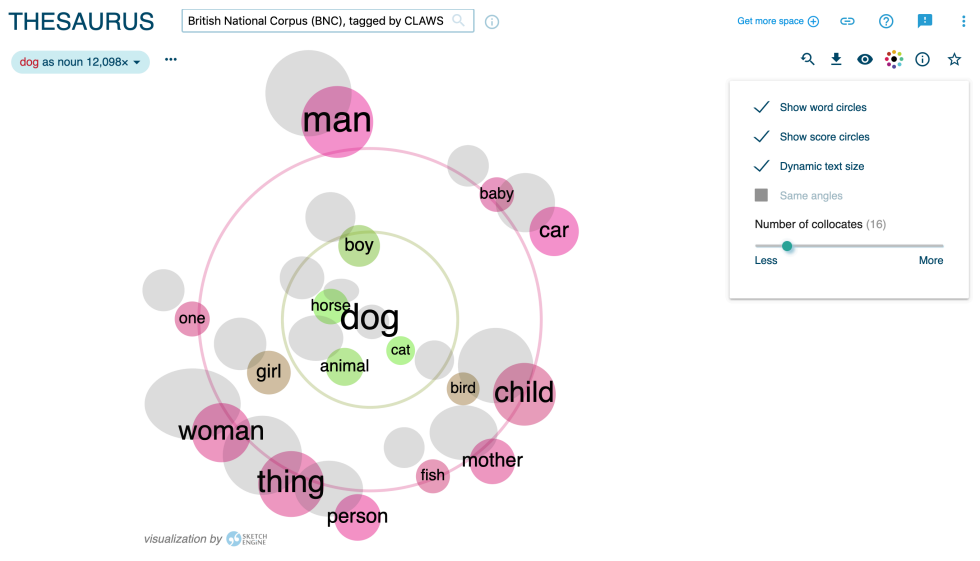 THESAURUS
British National Corpus (BNC), tagged by CLAWS
Get more space
dog as noun 12,098×
Show word circles
Show score circles
Dynamic text size
Same angles
Number of collocates (16)
Less More
man
baby
car
boy
horse
dog
one
cat
animal
girl
bird
child
woman
mother
fish
thing
person
visualization by SKETCH
ENGINE